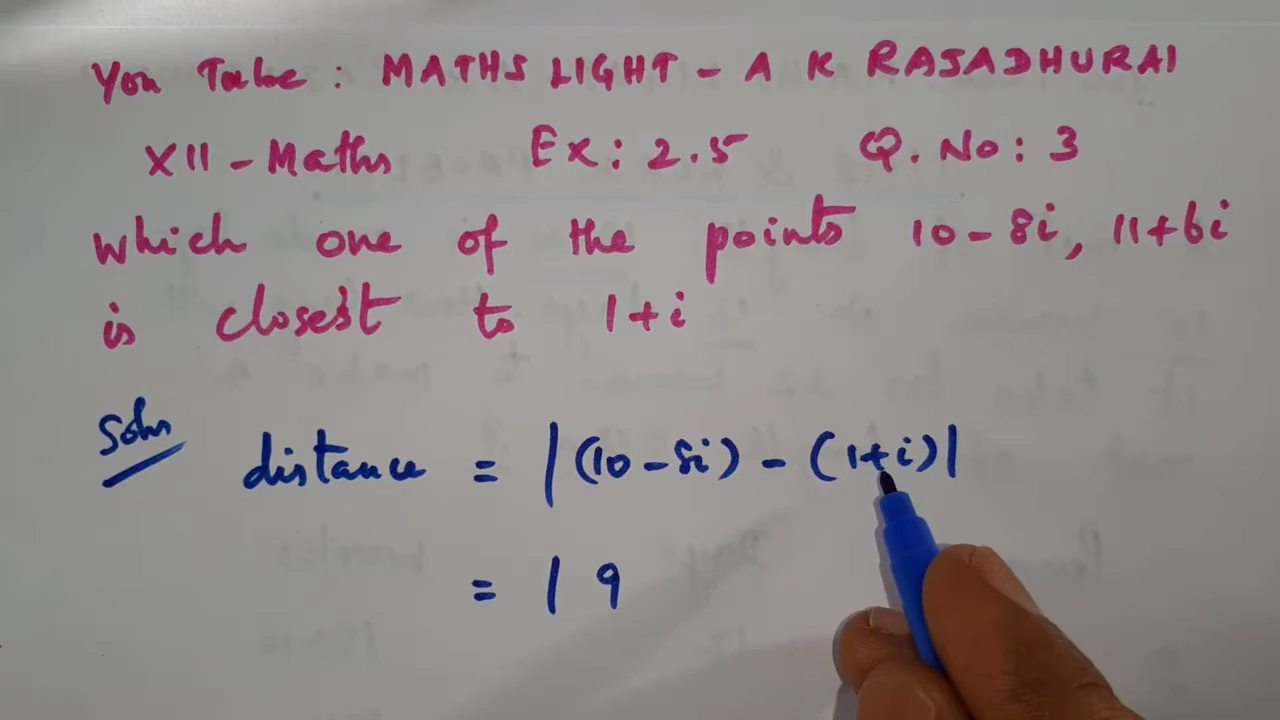 You Tube: MATHS LIGHT - A K RAJADHURAI
XII - Maths Ex: 2.5 Q. No: 3
Which one of the points 10-8i, 11+6i
is closest to 1+i
Soln
distance = |(10-8i) - (1+i)|
= | 9